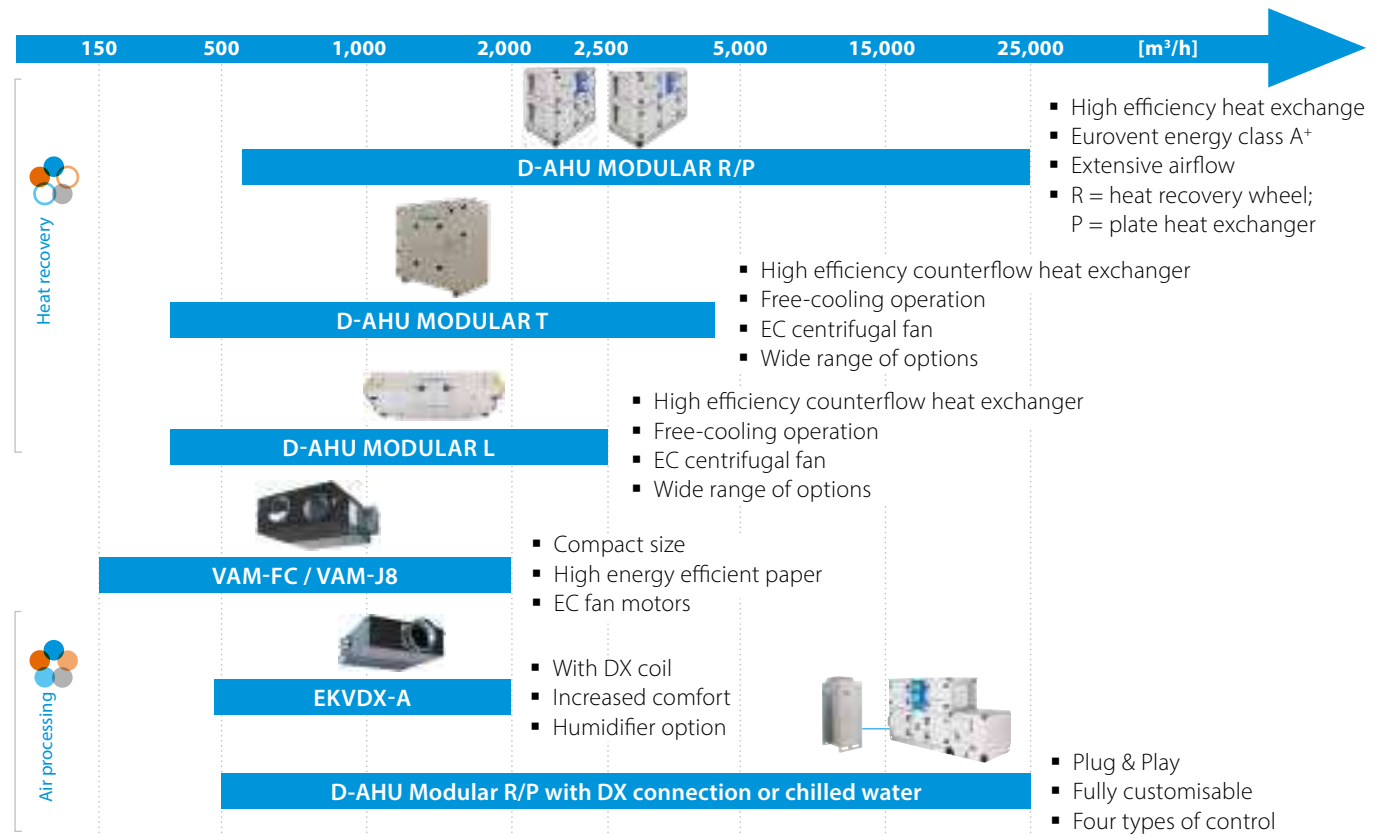 150 500 1,000 2,000 2,500 5,000 15,000 25,000 [m³/h]
Heat recovery
D-AHU MODULAR R/P
▪ High efficiency heat exchange
▪ Eurovent energy class A⁺
▪ Extensive airflow
▪ R = heat recovery wheel;
P = plate heat exchanger
D-AHU MODULAR T
▪ High efficiency counterflow heat exchanger
▪ Free-cooling operation
▪ EC centrifugal fan
▪ Wide range of options
D-AHU MODULAR L
▪ High efficiency counterflow heat exchanger
▪ Free-cooling operation
▪ EC centrifugal fan
▪ Wide range of options
VAM-FC / VAM-J8
▪ Compact size
▪ High energy efficient paper
▪ EC fan motors
Air processing
EKVDX-A
▪ With DX coil
▪ Increased comfort
▪ Humidifier option
D-AHU Modular R/P with DX connection or chilled water
▪ Plug & Play
▪ Fully customisable
▪ Four types of control